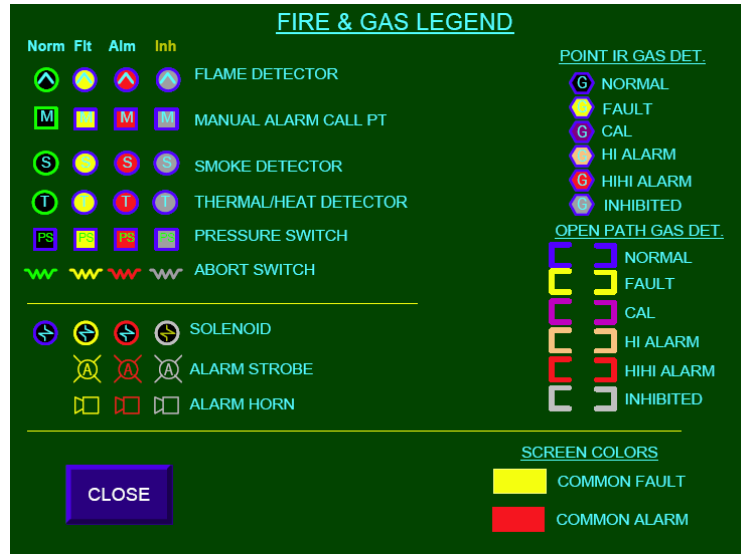 FIRE & GAS LEGEND
Norm Flt Alm Inh
FLAME DETECTOR
M M M M MANUAL ALARM CALL PT
S S S S SMOKE DETECTOR
T T T T THERMAL/HEAT DETECTOR
PS PS PS PS PRESSURE SWITCH
ABORT SWITCH
SOLENOID
A A A ALARM STROBE
ALARM HORN
POINT IR GAS DET.
G NORMAL
G FAULT
G CAL
G HI ALARM
G HIHI ALARM
G INHIBITED
OPEN PATH GAS DET.
NORMAL
FAULT
CAL
HI ALARM
HIHI ALARM
INHIBITED
CLOSE
SCREEN COLORS
COMMON FAULT
COMMON ALARM